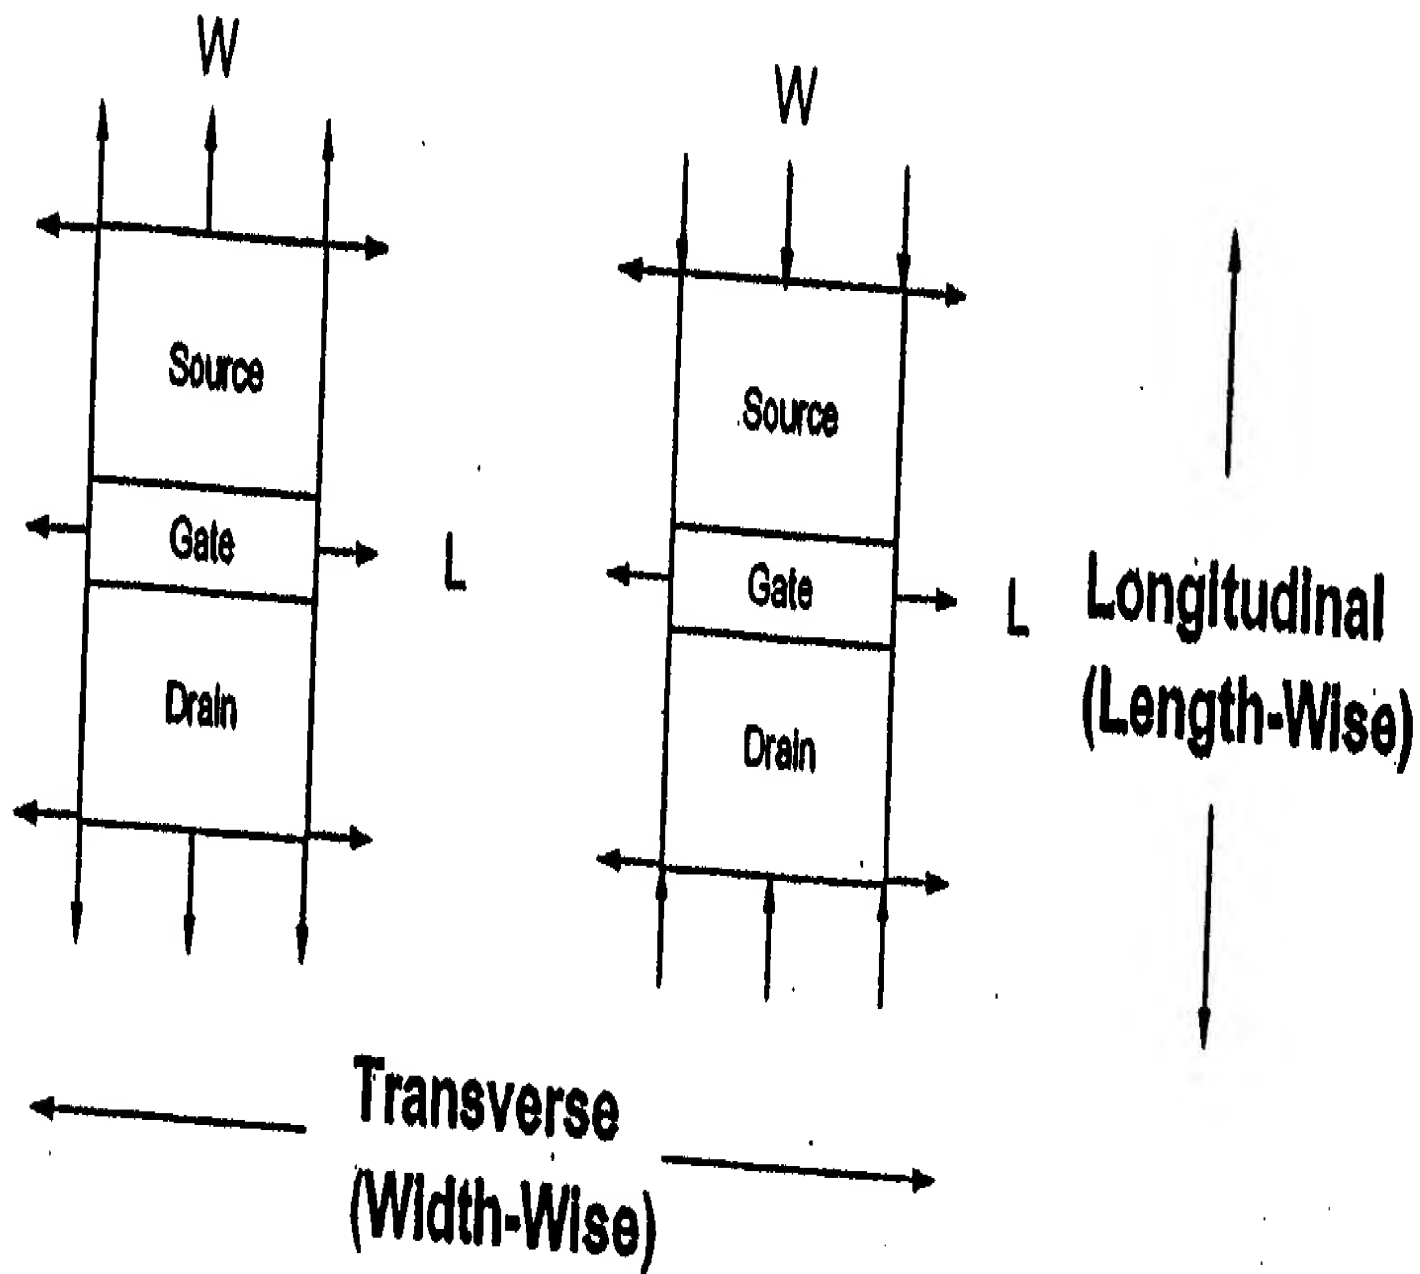 W
W
Source
Source
Gate
L
Gate
L
Longitudinal
(Length-Wise)
Drain
Drain
Transverse
(Width-Wise)